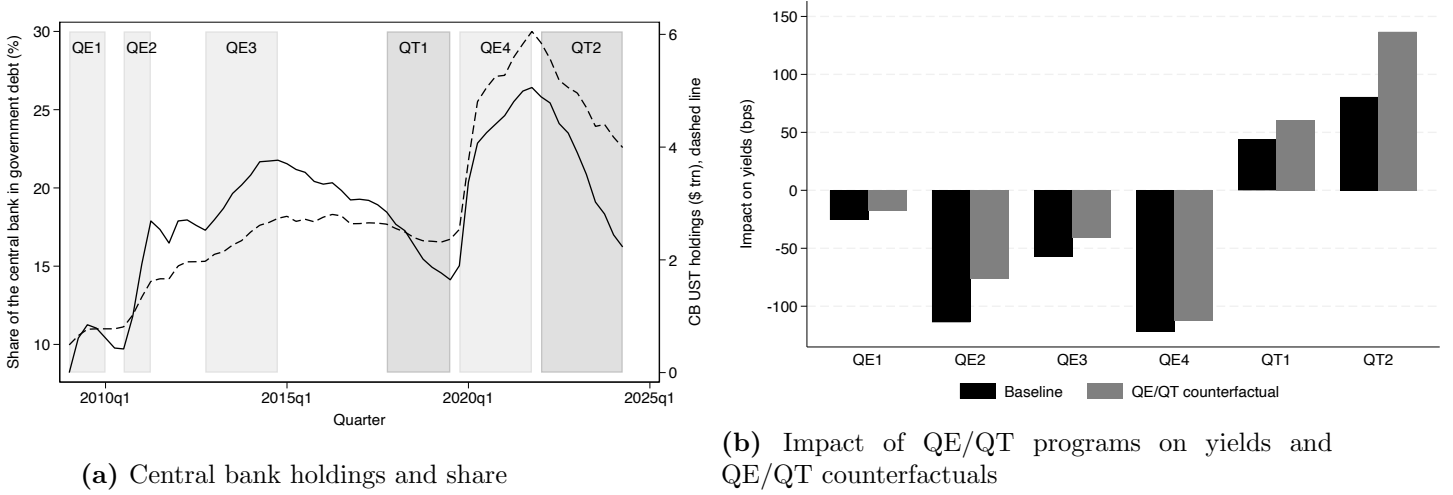 Share of the central bank in government debt (%)
30
25
20
15
10
QE1
QE2
QE3
QT1
QE4
QT2
6
4
2
0
CB UST holdings ($ trn), dashed line
2010q1
2015q1
2020q1
2025q1
Quarter
(a) Central bank holdings and share
Impact on yields (bps)
150
100
50
0
-50
-100
QE1
QE2
QE3
QE4
QT1
QT2
Baseline
QE/QT counterfactual
(b) Impact of QE/QT programs on yields and
QE/QT counterfactuals